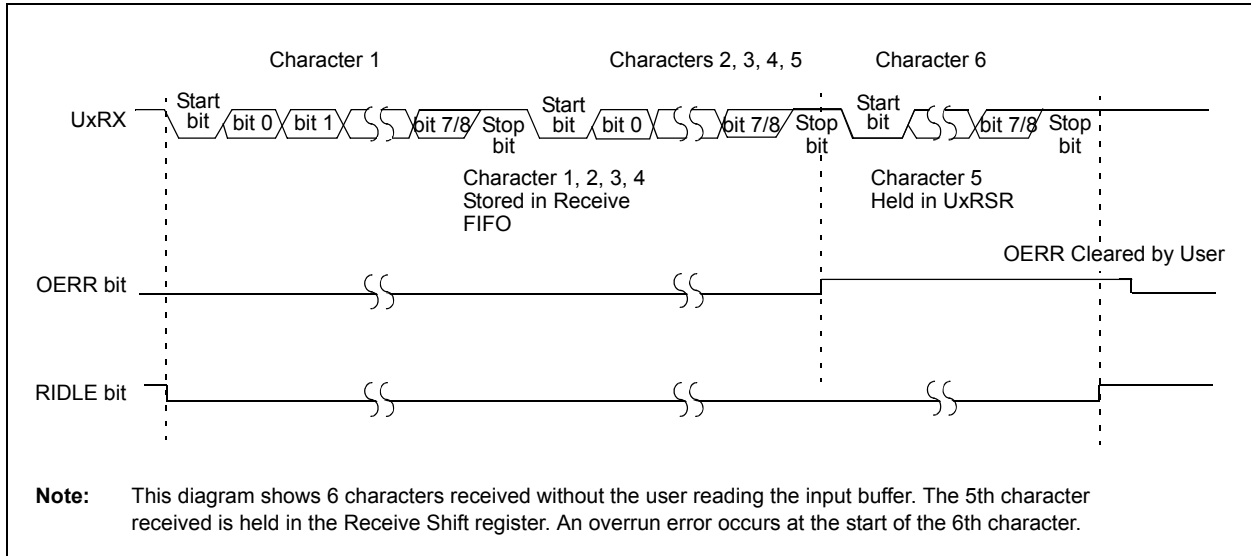 Character 1
Characters 2, 3, 4, 5
Character 6
UxRX
Start bit
bit 0
bit 1
bit 7/8
Stop bit
Start bit
bit 0
bit 7/8
Stop bit
Start bit
bit 7/8
Stop bit
Character 1, 2, 3, 4
Stored in Receive
FIFO
Character 5
Held in UxRSR
OERR Cleared by User
OERR bit
RIDLE bit
Note: This diagram shows 6 characters received without the user reading the input buffer. The 5th character
received is held in the Receive Shift register. An overrun error occurs at the start of the 6th character.